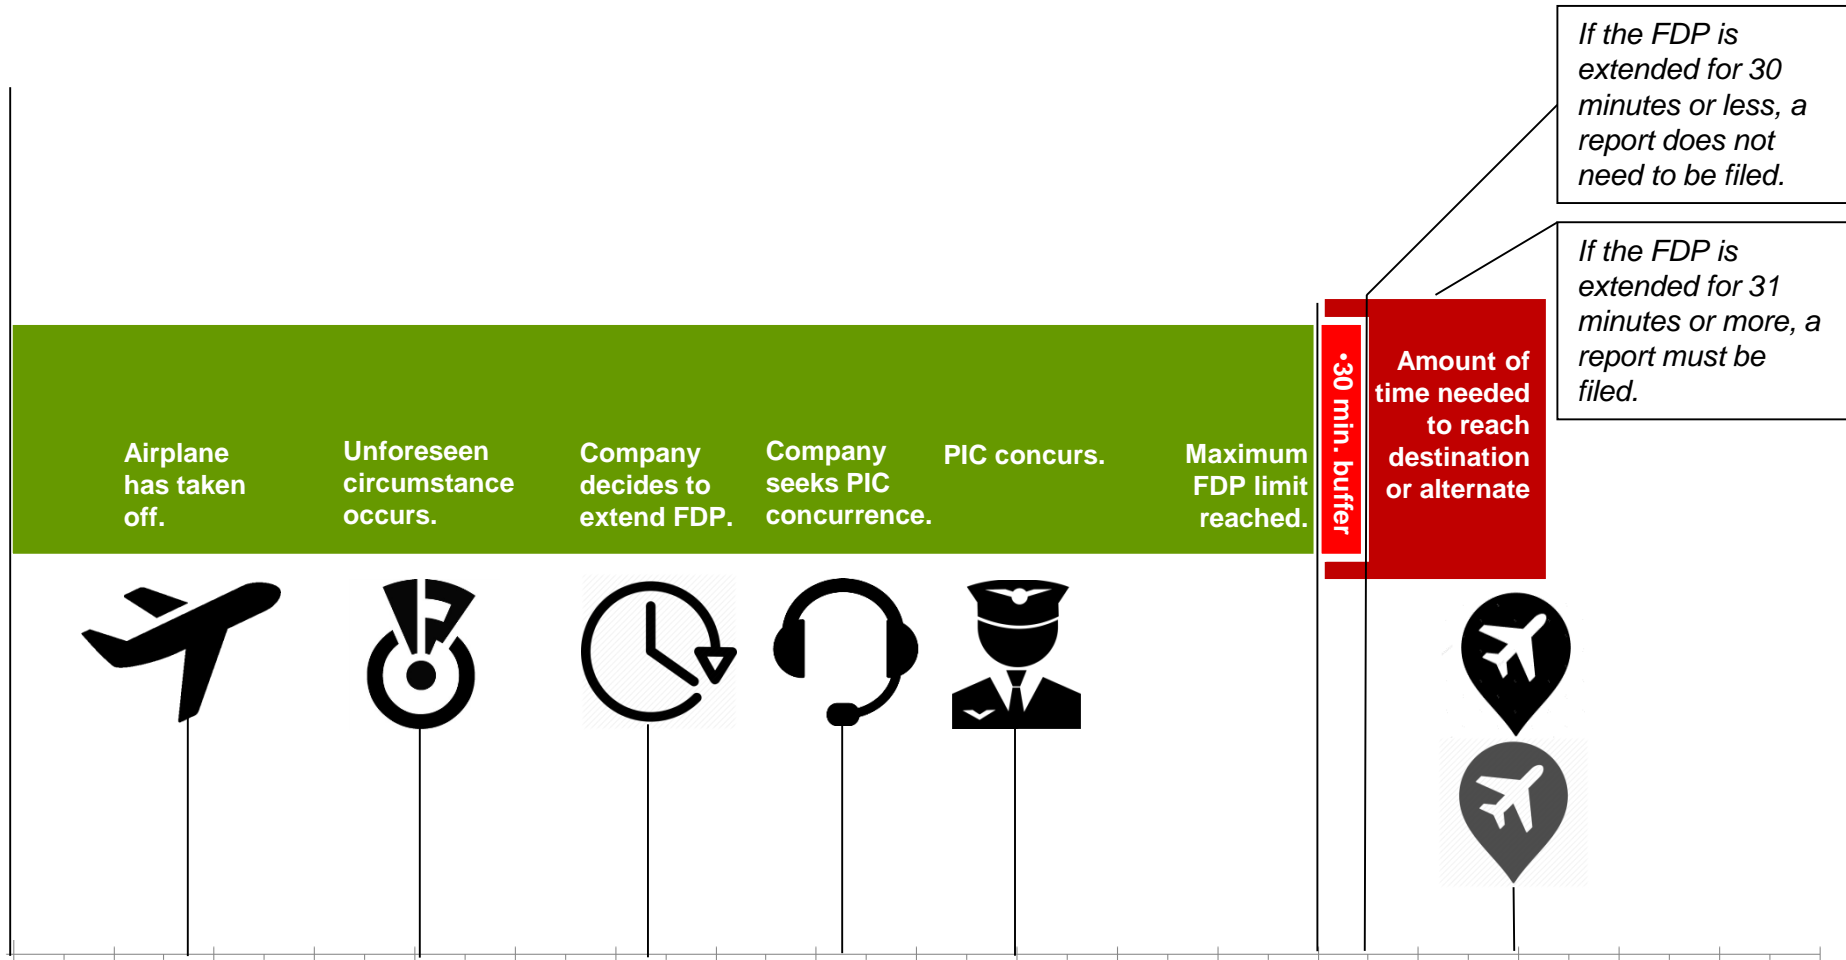 If the FDP is
extended for 30
minutes or less, a
report does not
need to be filed.
If the FDP is
extended for 31
minutes or more, a
report must be
filed.
Airplane
has taken
off.
Unforeseen
circumstance
occurs.
Company
decides to
extend FDP.
Company
seeks PIC
concurrence.
PIC concurs.
Maximum
FDP limit
reached.
•30 min. buffer
Amount of
time needed
to reach
destination
or alternate